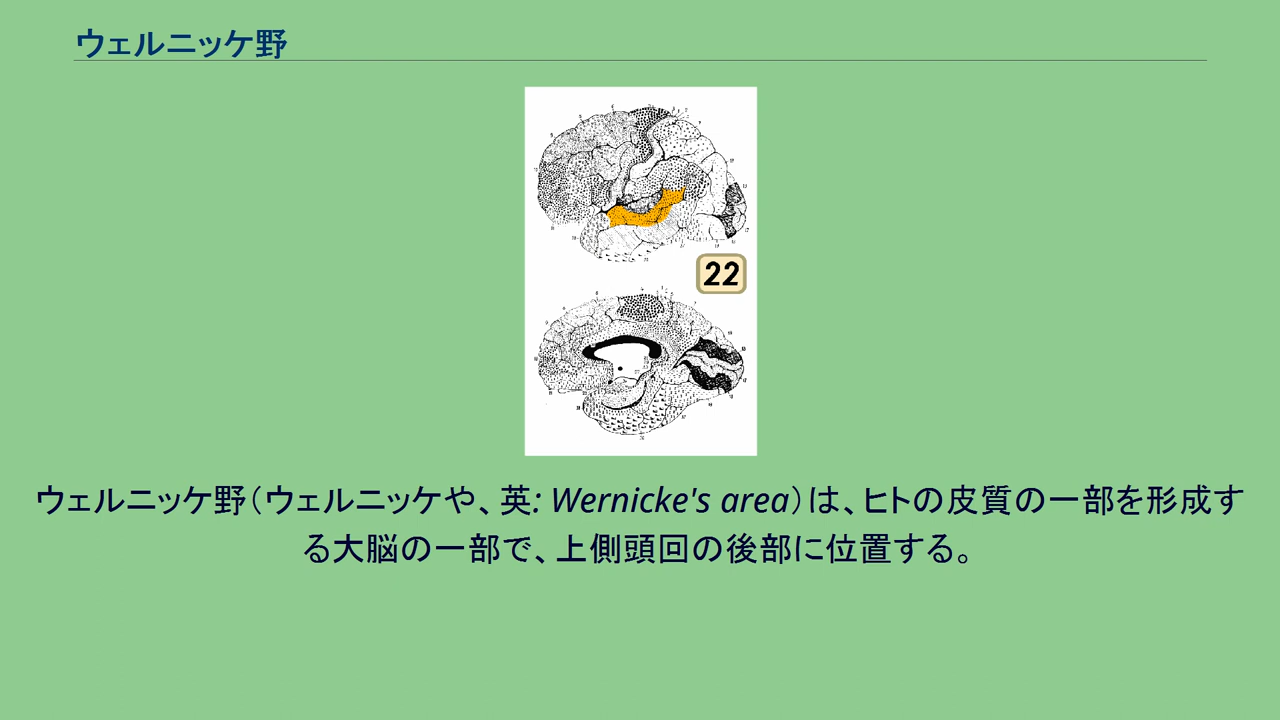 ウェルニッケ野
22
ウェルニッケ野（ウェルニッケや、英: Wernicke's area）は、ヒトの皮質の一部を形成す
る大脳の一部で、上側頭回の後部に位置する。